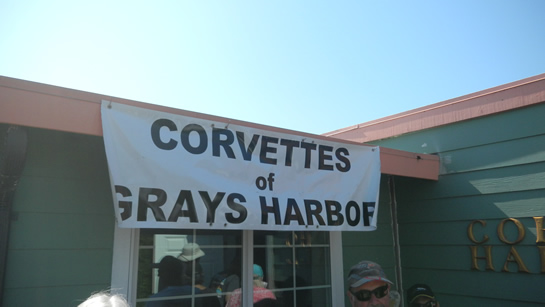 CORVETTES
of
GRAYS HARBOR